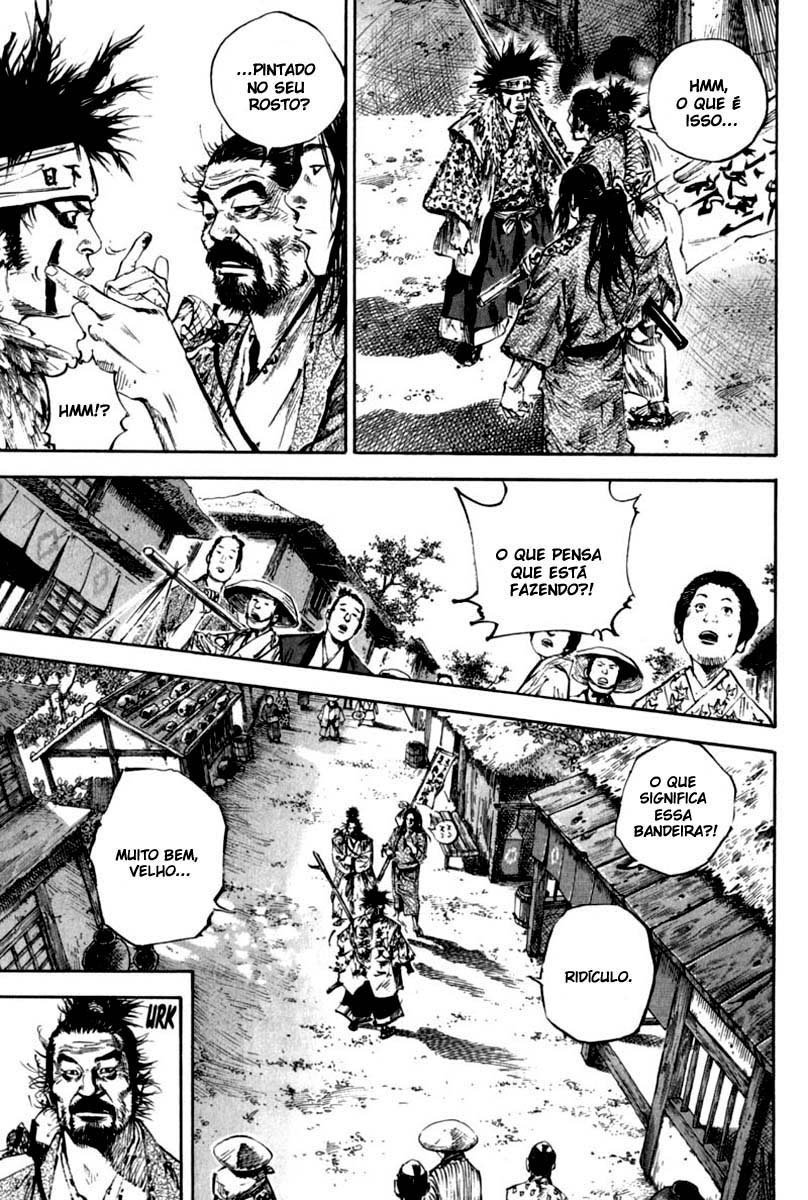 HMM,
O QUE É
ISSO...
...PINTADO
NO SEU
ROSTO?
HMM!?
O QUE PENSA
QUE ESTÁ
FAZENDO?!
O QUE
SIGNIFICA
ESSA
BANDEIRA?!
RIDÍCULO.
MUITO BEM,
VELHO...
URK